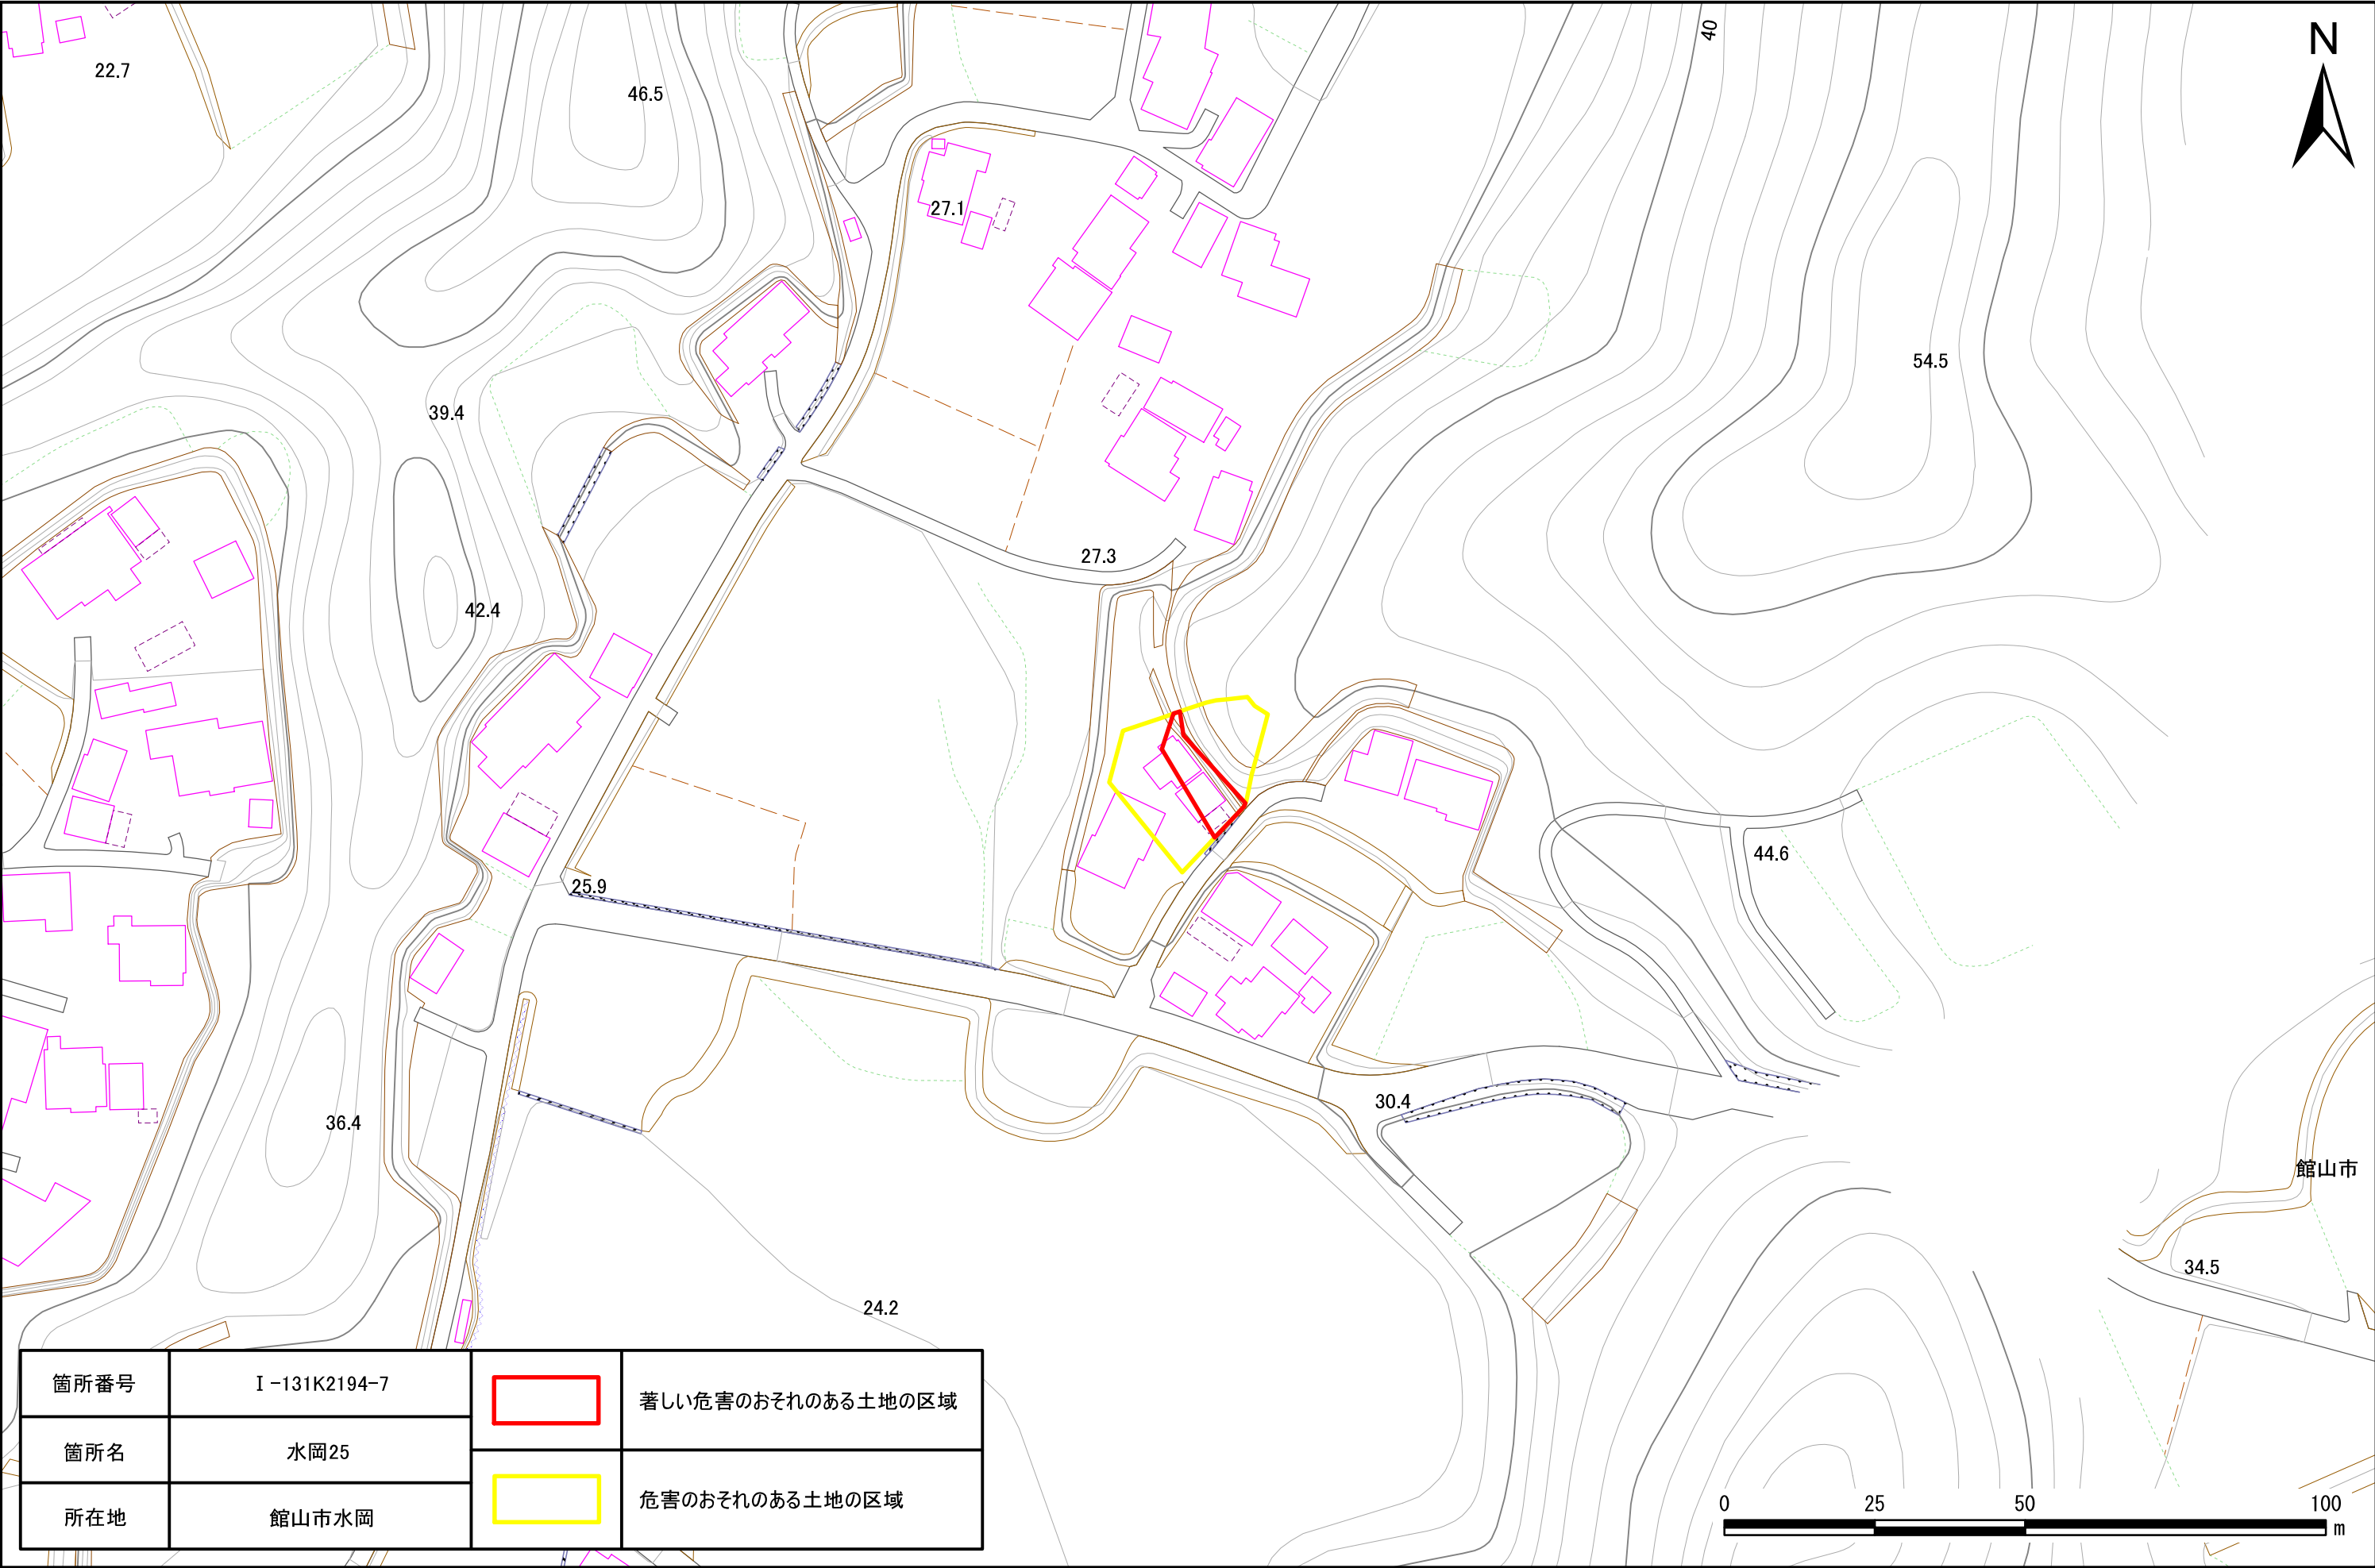 40
N
22.7
46.5
27.1
54.5
39.4
27.3
42.4
44.6
25.9
30.4
36.4
館山市
34.5
24.2
箇所番号 Ⅰ-131K2194-7
箇所名 水岡25
所在地 館山市水岡
著しい危害のおそれのある土地の区域
危害のおそれのある土地の区域
0 25 50 100
m